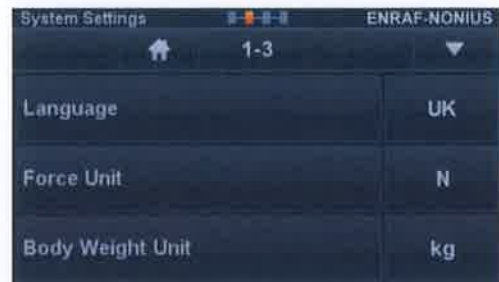 System Settings ENRAF-NONIUS
1-3
Language UK
Force Unit N
Body Weight Unit kg